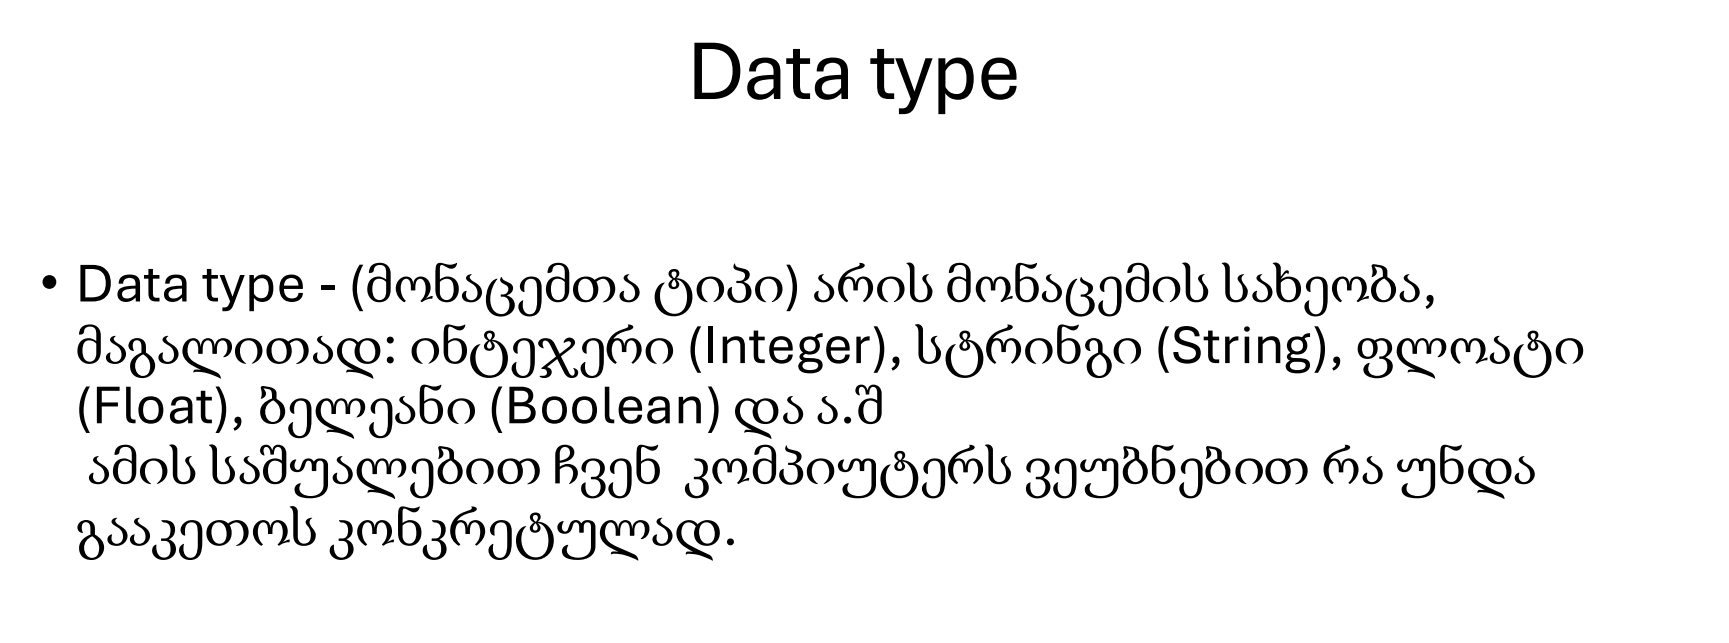 Data type
• Data type - (მონაცემთა ტიპი) არის მონაცემის სახეობა,
მაგალითად: ინტეჯერი (Integer), სტრინგი (String), ფლოატი
(Float), ბელეანი (Boolean) და ა.შ
ამის საშუალებით ჩვენ  კომპიუტერს ვეუბნებით რა უნდა
გააკეთოს კონკრეტულად.